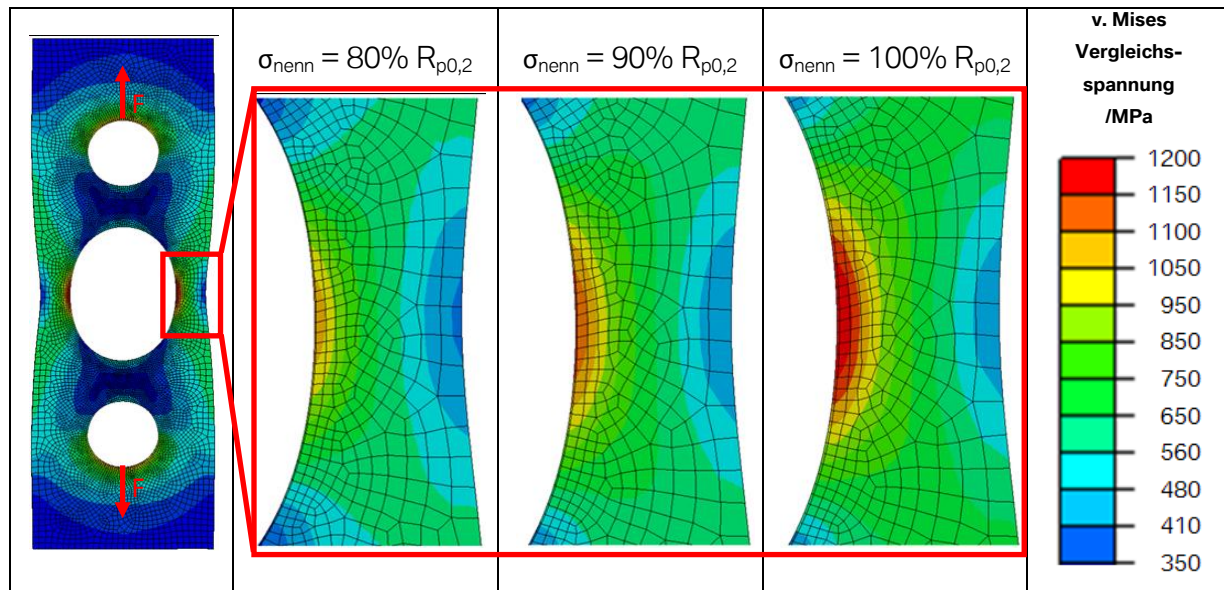 σnenn = 80% Rp0,2
σnenn = 90% Rp0,2
σnenn = 100% Rp0,2
v. Mises
Vergleichs-
spannung
/MPa
F
F
1200
1150
1100
1050
950
850
750
650
560
480
410
350